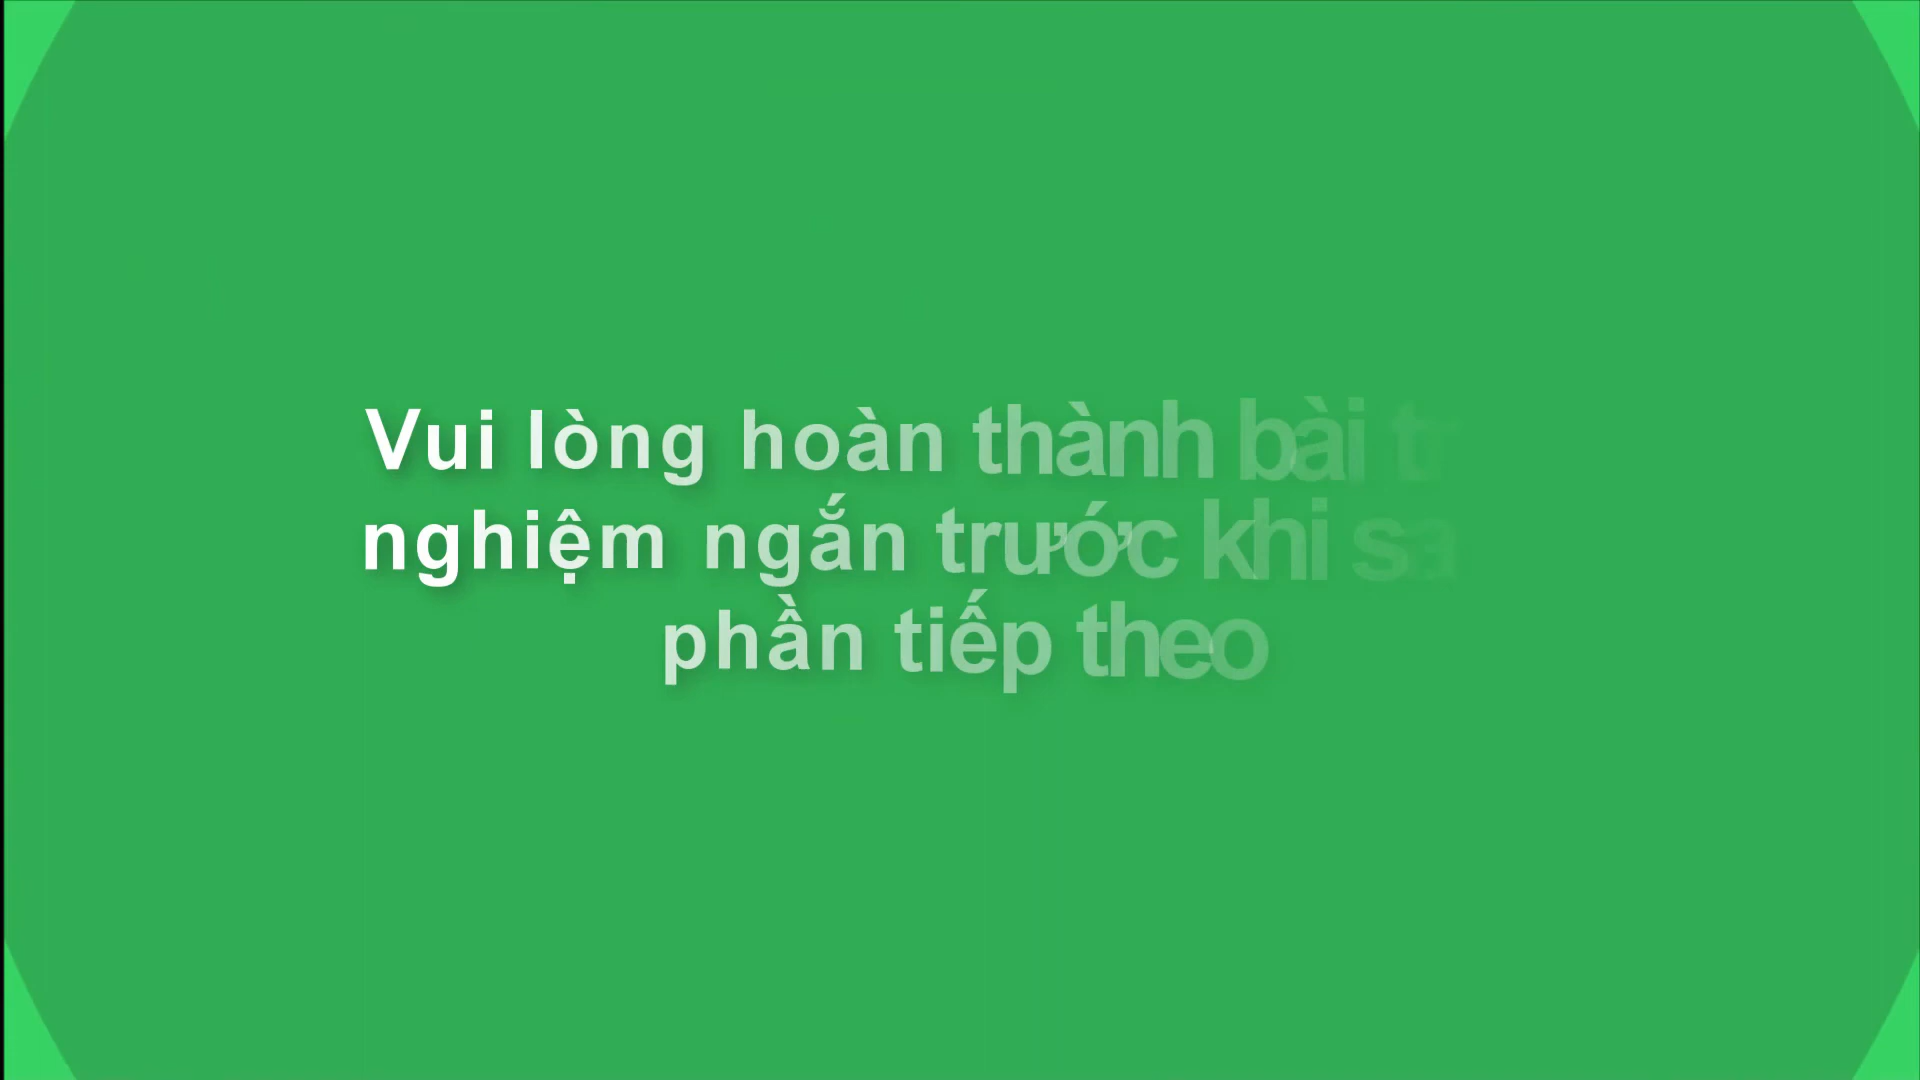 Vui lòng hoàn thành bài
nghiệm ngắn trước khi
phần tiếp theo